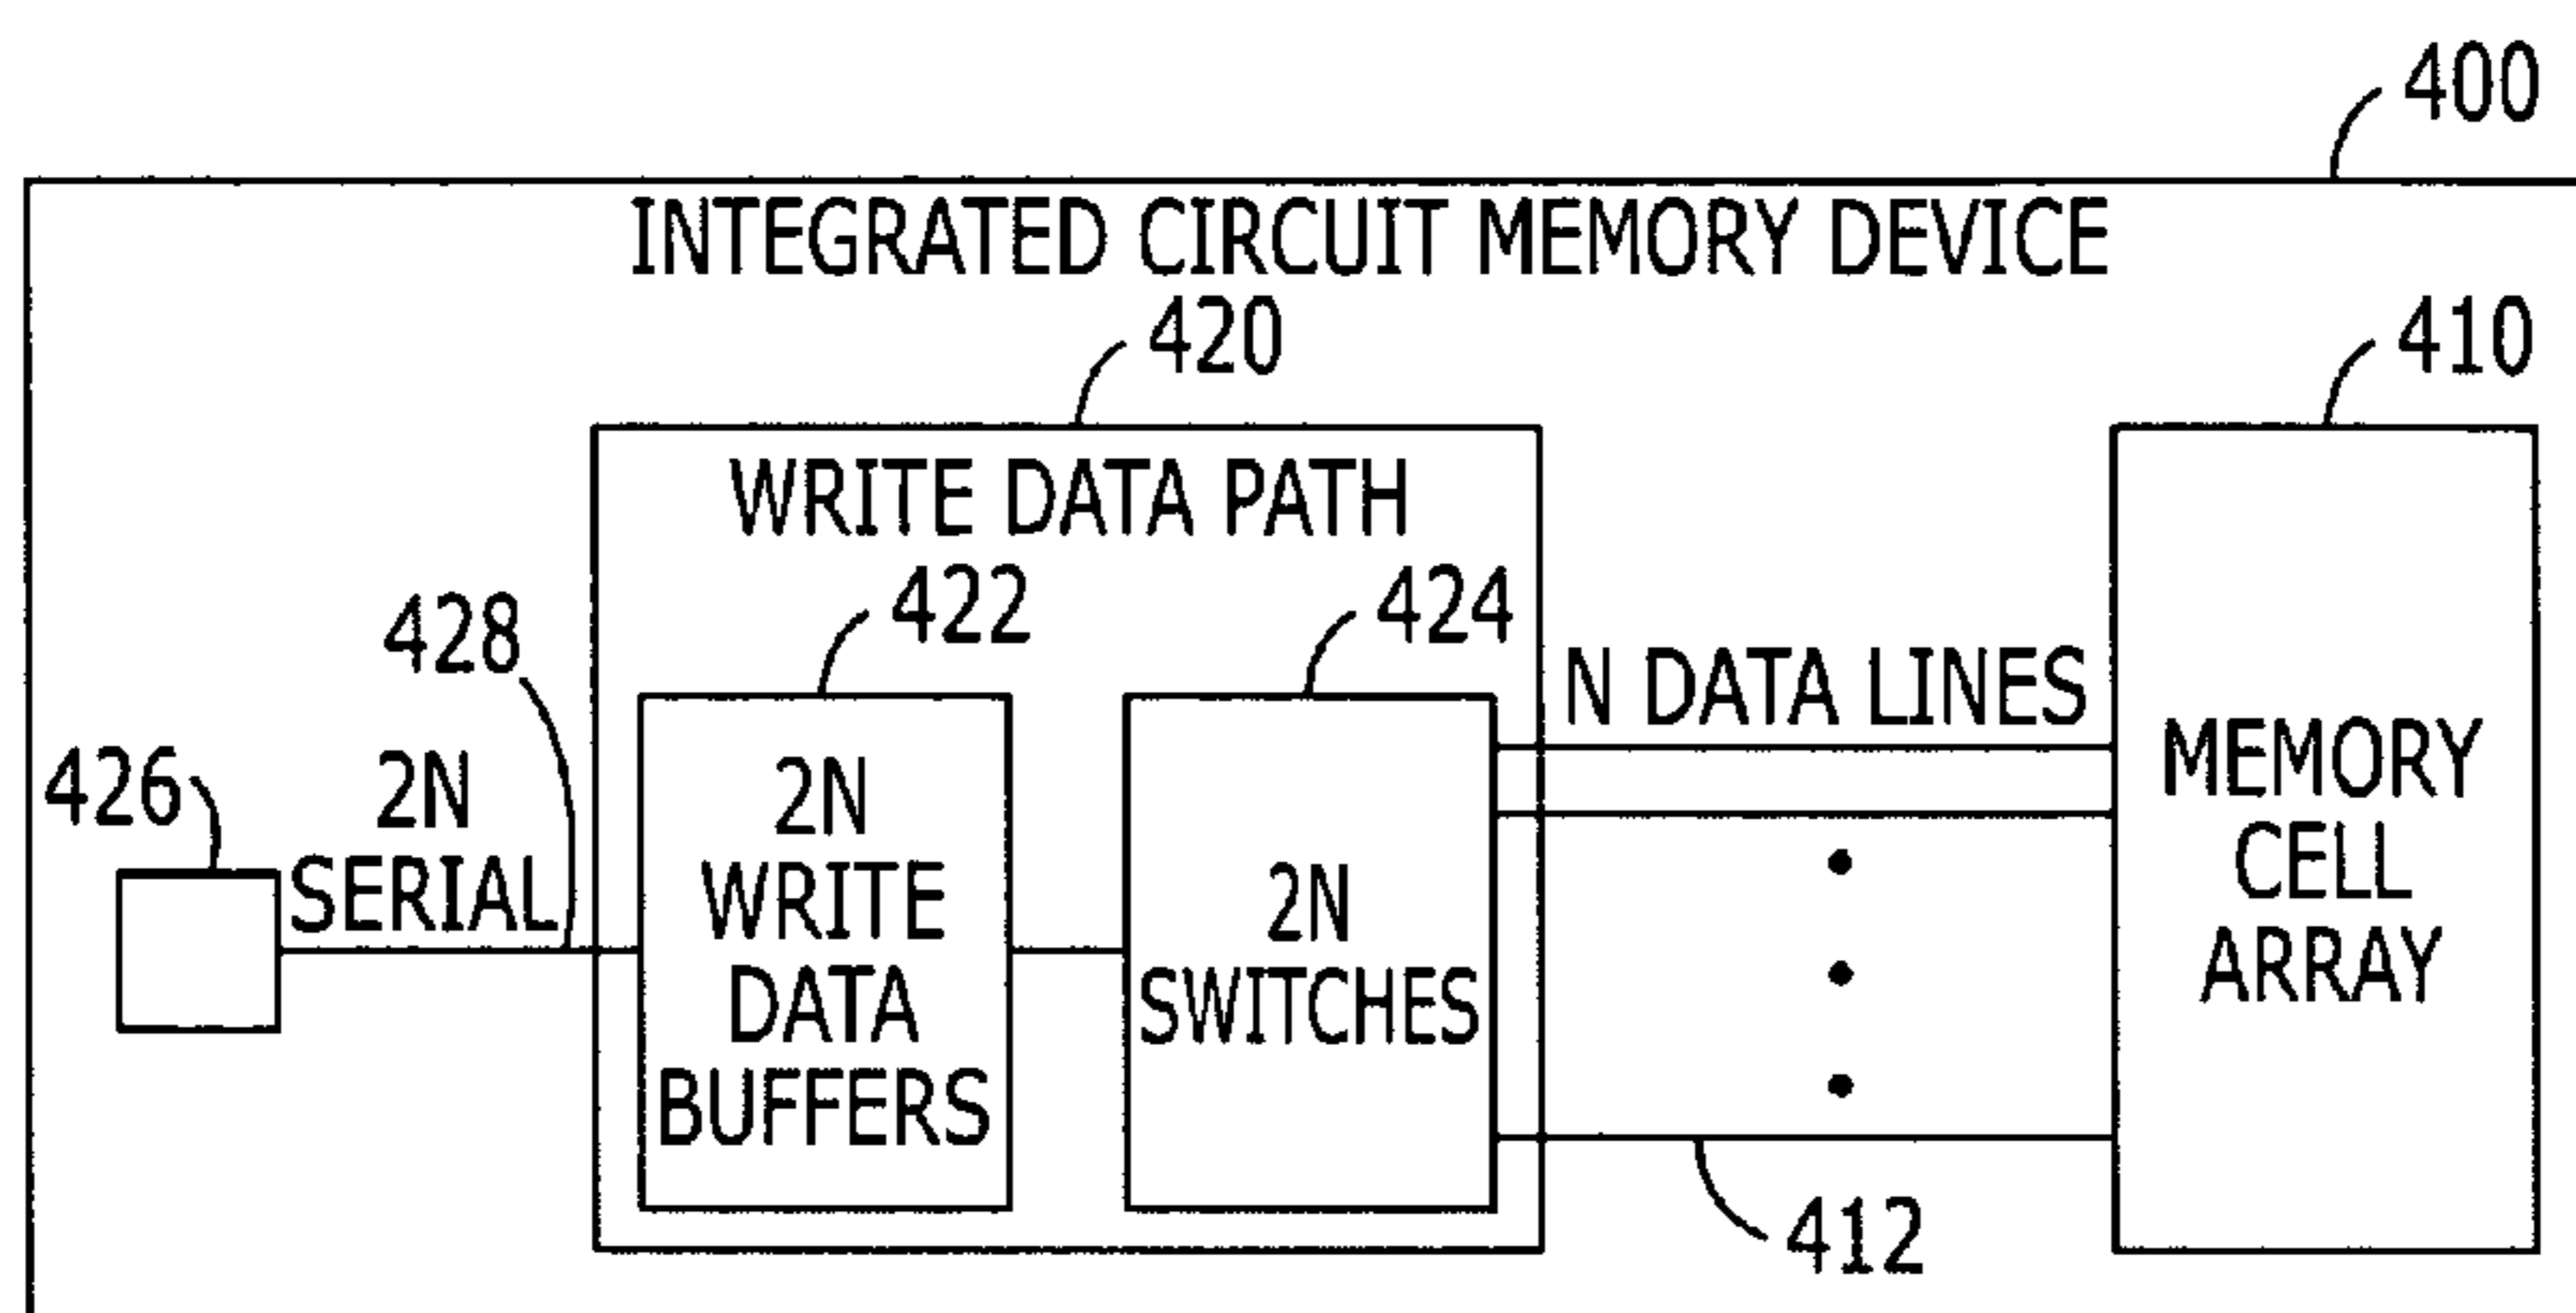 400
INTEGRATED CIRCUIT MEMORY DEVICE
420
410
WRITE DATA PATH
422
424
428
N DATA LINES
426
2N
SERIAL
2N
WRITE
DATA
BUFFERS
2N
SWITCHES
MEMORY
CELL
ARRAY
412